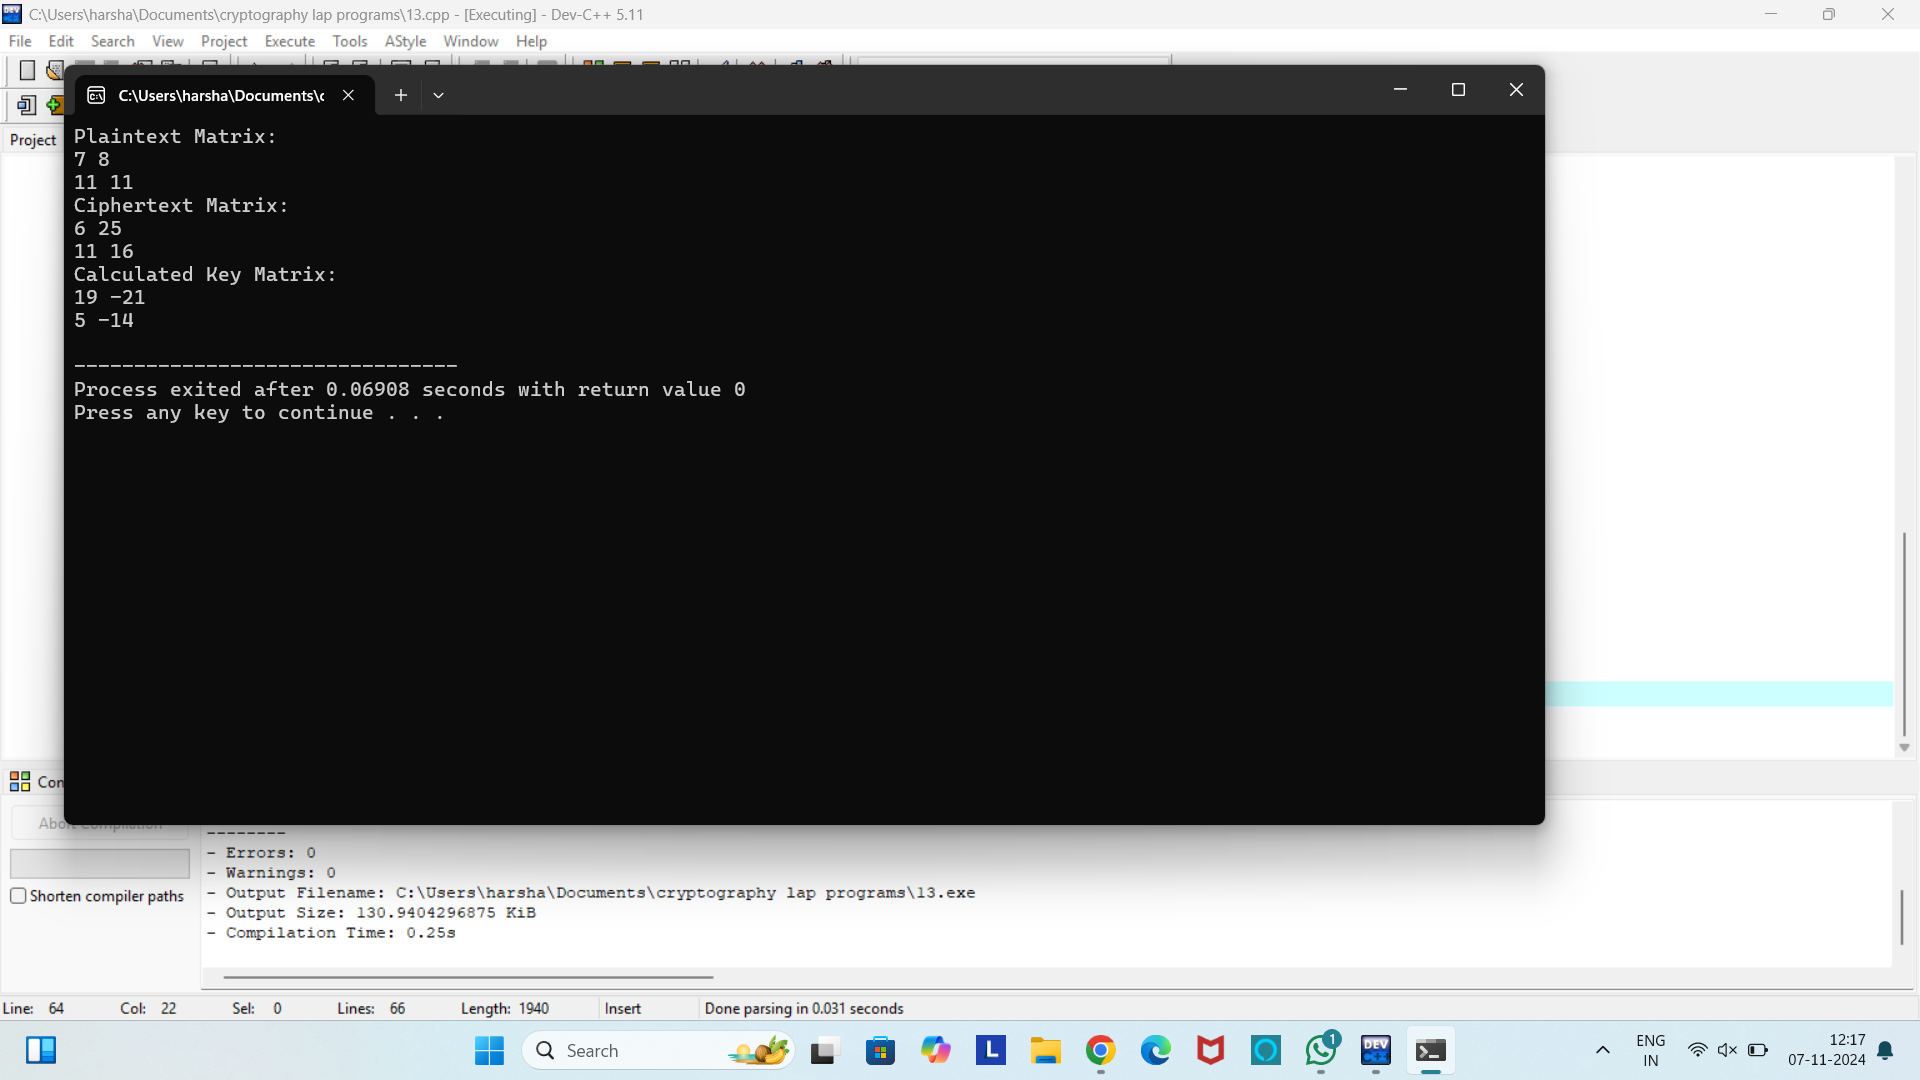 C:\Users\harsha\Documents\cryptography lap programs\13.cpp - [Executing] - Dev-C++ 5.11
File Edit Search View Project Execute Tools AStyle Window Help
C:\Users\harsha\Documents\c
Project
Plaintext Matrix:
7 8
11 11
Ciphertext Matrix:
6 25
11 16
Calculated Key Matrix:
19 -21
5 -14
--------------------------------
Process exited after 0.06908 seconds with return value 0
Press any key to continue . . .
Con
Abort Compilation
--------
- Errors: 0
- Warnings: 0
- Output Filename: C:\Users\harsha\Documents\cryptography lap programs\13.exe
- Output Size: 130.9404296875 KiB
- Compilation Time: 0.25s
Shorten compiler paths
Line: 64 Col: 22 Sel: 0 Lines: 66 Length: 1940 Insert Done parsing in 0.031 seconds
Search
L
1
DEV
C++
ENG
IN
12:17
07-11-2024